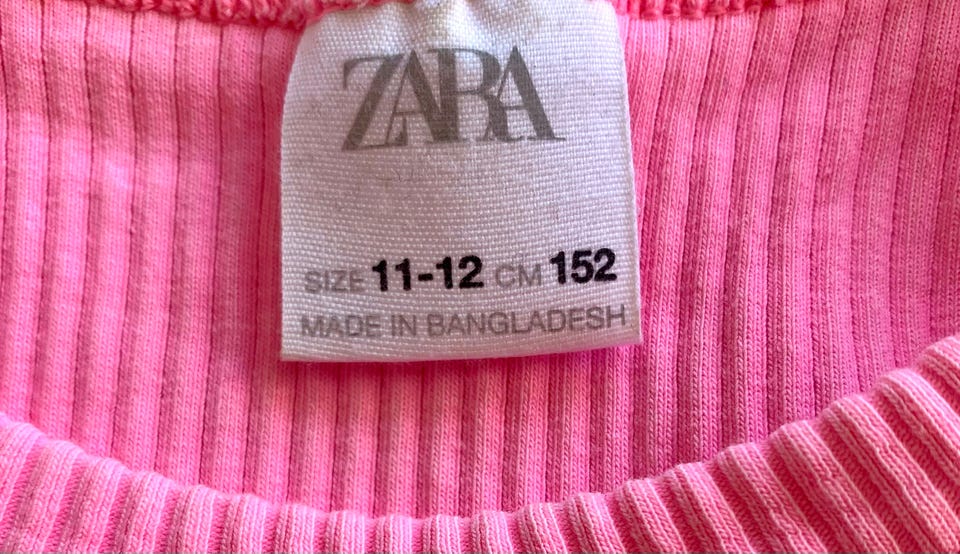 ZARA
SIZE 11-12 CM 152
MADE IN BANGLADESH